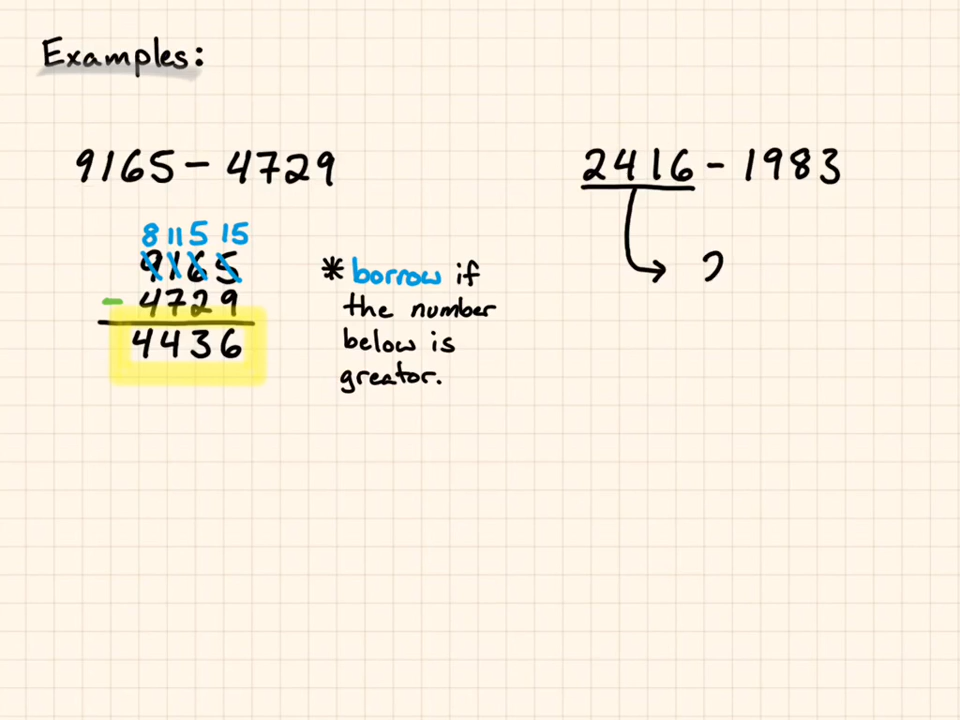 Examples:
9165 - 4729
8 11 5 15
9165
- 4729
4436
* borrow if
the number
below is
greator.
2416 - 1983
2